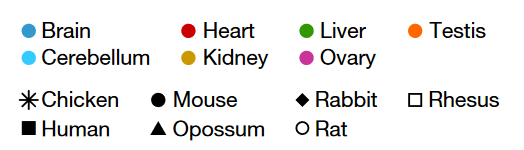 Brain Heart Liver Testis
Cerebellum Kidney Ovary
Chicken Mouse Rabbit Rhesus
Human Opossum Rat